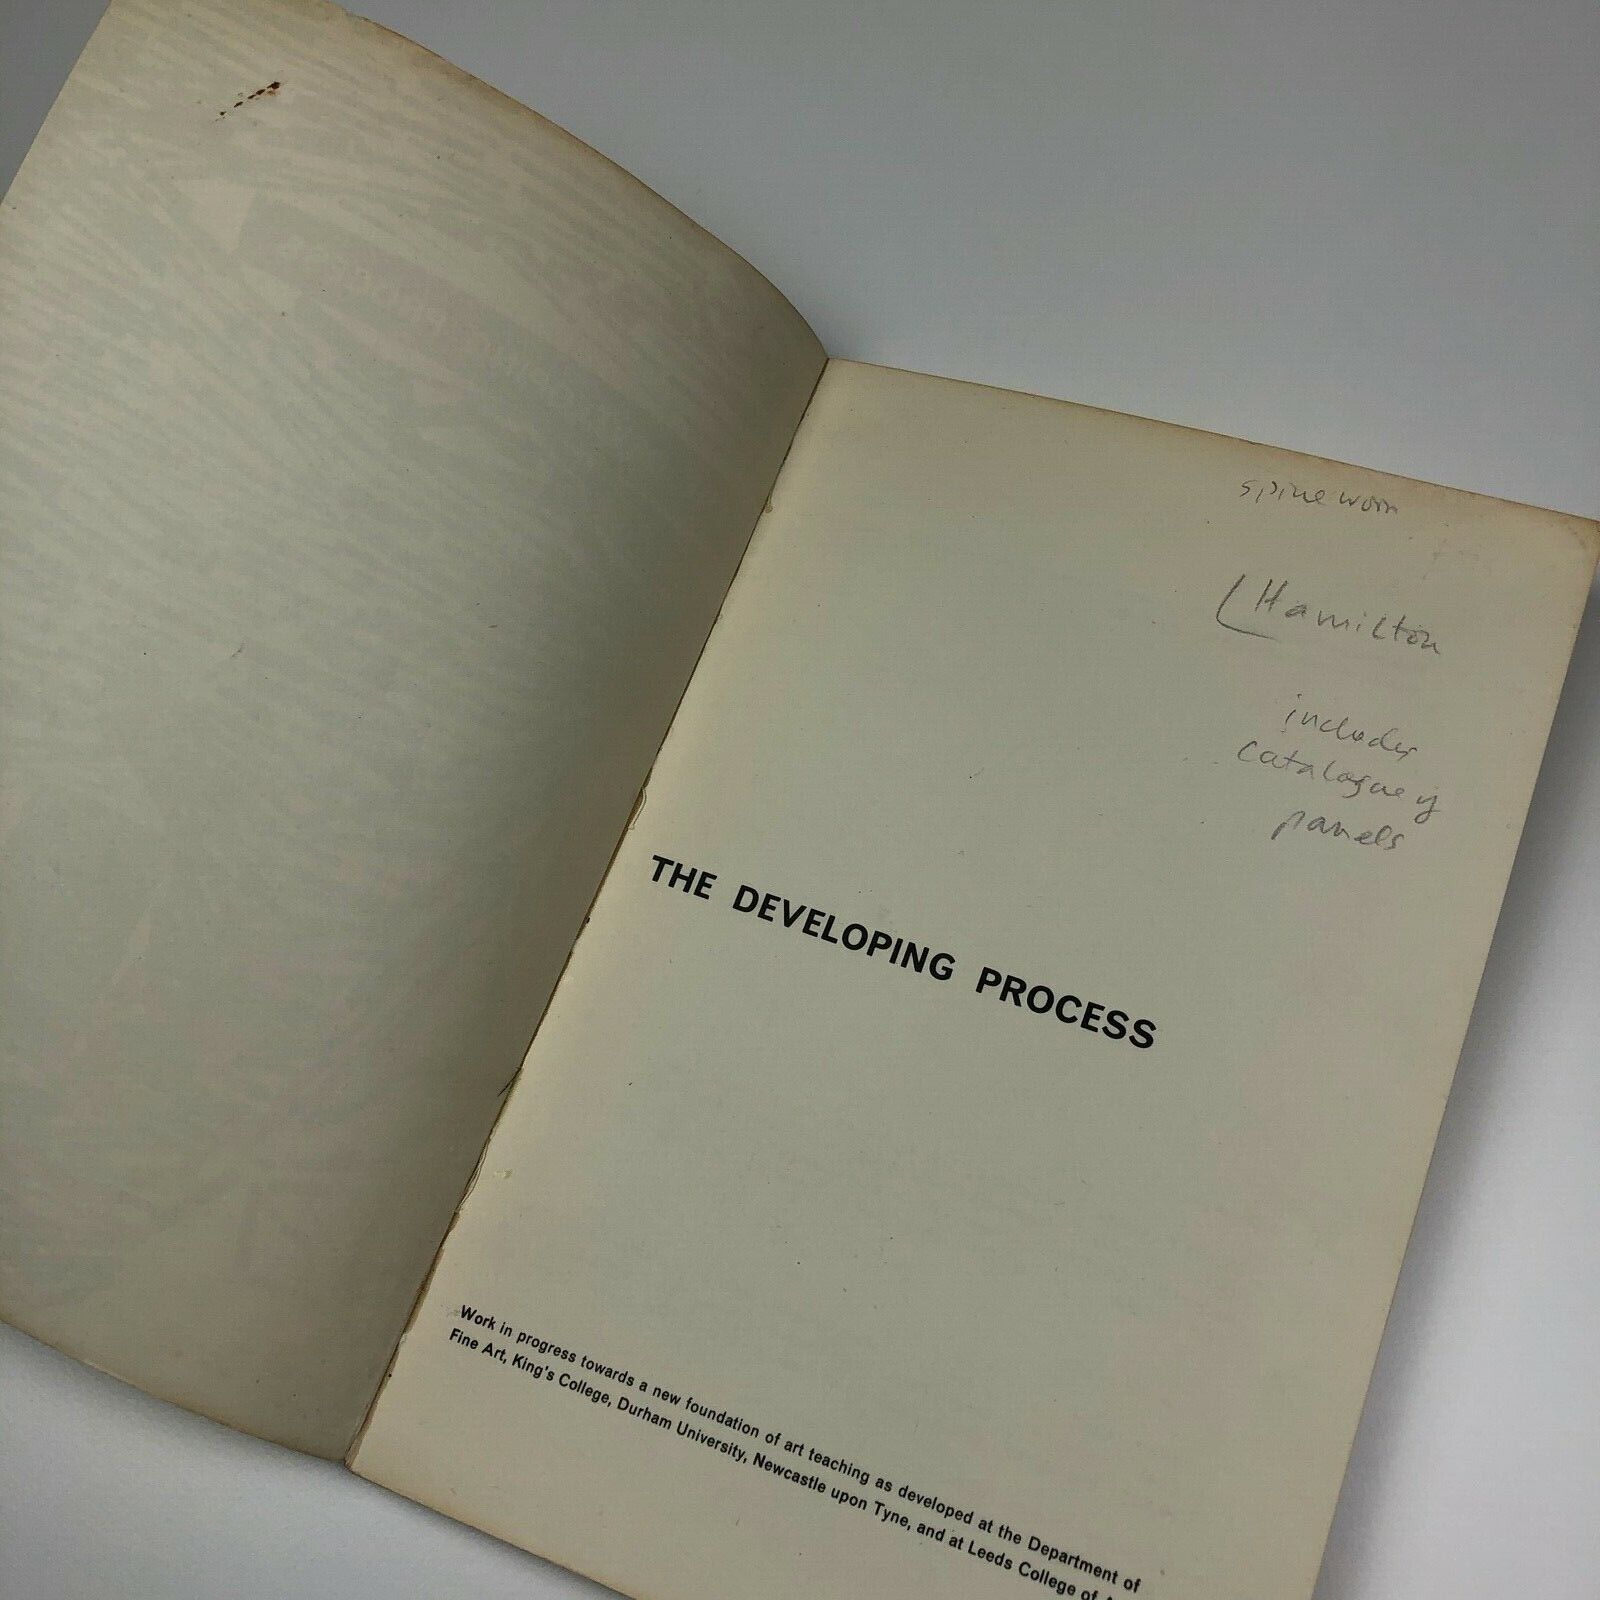 spine worn
Hamilton
includes
catalogue of
panels
THE DEVELOPING PROCESS
Work in progress towards a new foundation of art teaching as developed at the Department of
Fine Art, King's College, Durham University, Newcastle upon Tyne, and at Leeds College of